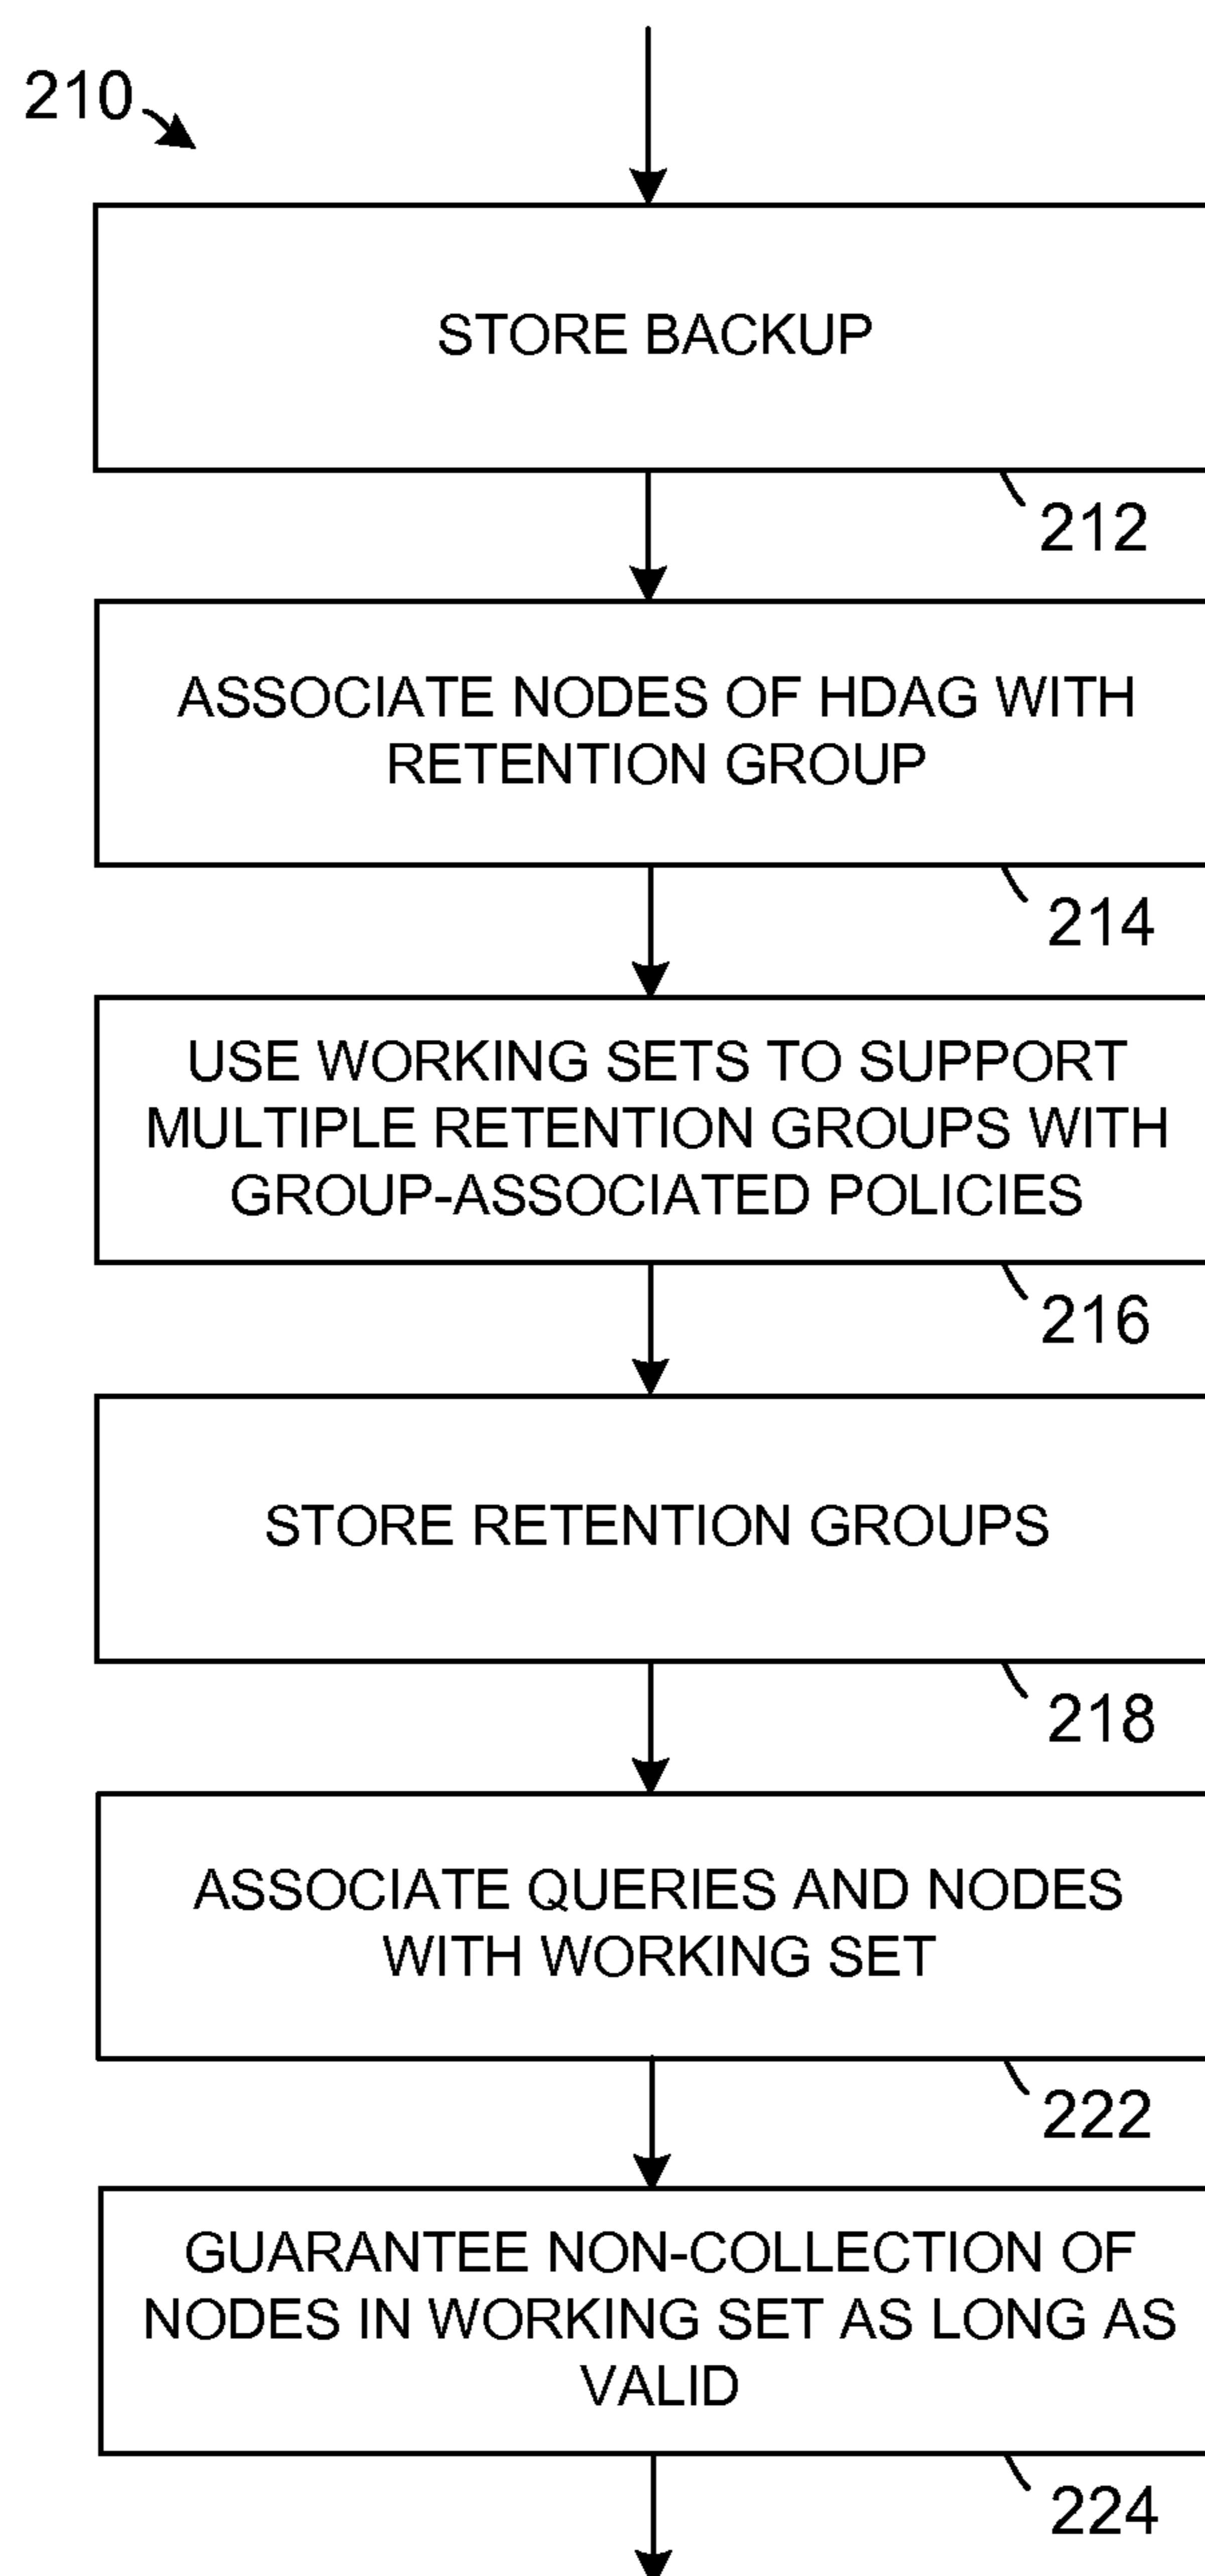 210
STORE BACKUP
212
ASSOCIATE NODES OF HDAG WITH
RETENTION GROUP
214
USE WORKING SETS TO SUPPORT
MULTIPLE RETENTION GROUPS WITH
GROUP-ASSOCIATED POLICIES
216
STORE RETENTION GROUPS
218
ASSOCIATE QUERIES AND NODES
WITH WORKING SET
222
GUARANTEE NON-COLLECTION OF
NODES IN WORKING SET AS LONG AS
VALID
224